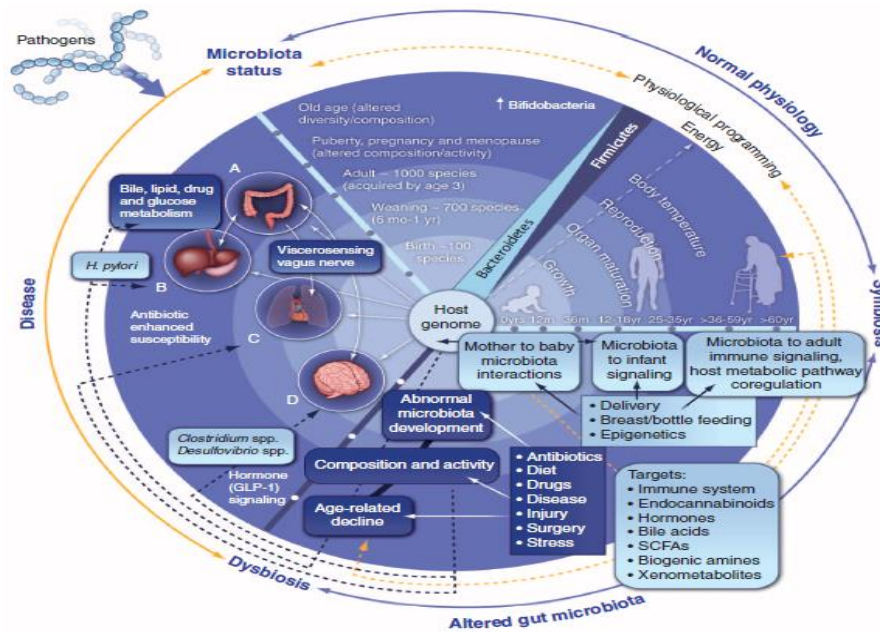 Pathogens
Microbiota
status
Normal physiology
Physiological programming
Energy
Old age (altered
diversity/composition)
↑ Bifidobacteria
Firmicutes
Puberty, pregnancy and menopause
(altered composition/activity)
Adult ~ 1000 species
(acquired by age 3)
Weaning ~ 700 species
(6 mo-1 yr)
Birth ~100
species
Bacteroidetes
Body temperature
Reproduction
Organ maturation
Growth
A
Bile, lipid, drug
and glucose
metabolism
Viscerosensing
vagus nerve
H. pylori
B
Disease
Antibiotic
enhanced
susceptibility
C
Host
genome
0yrs 12m 36m 12-18yr 25-35yr >36-59yr >60yr
Mother to baby
microbiota
interactions
Microbiota
to infant
signaling
Microbiota to adult
immune signaling,
host metabolic pathway
coregulation
D
Abnormal
microbiota
development
• Delivery
• Breast/bottle feeding
• Epigenetics
Clostridium spp.
Desulfovibrio spp.
Hormone
(GLP-1)
signaling
Composition and activity
Age-related
decline
• Antibiotics
• Diet
• Drugs
• Disease
• Injury
• Surgery
• Stress
Targets:
• Immune system
• Endocannabinoids
• Hormones
• Bile acids
• SCFAs
• Biogenic amines
• Xenometabolites
Dysbiosis
Altered gut microbiota